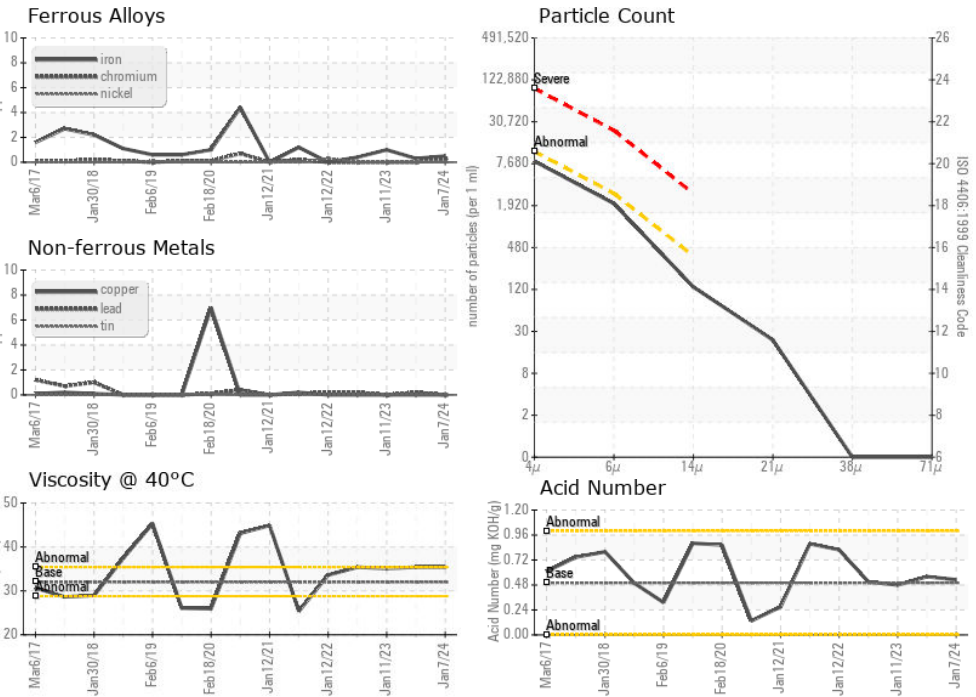 Ferrous Alloys
10
8
6
4
2
0
iron
chromium
nickel
Mar6/17
Jan30/18
Feb6/19
Feb18/20
Jan12/21
Jan12/22
Jan11/23
Jan7/24
Non-ferrous Metals
10
8
6
4
2
0
copper
lead
tin
Mar6/17
Jan30/18
Feb6/19
Feb18/20
Jan12/21
Jan12/22
Jan11/23
Jan7/24
Viscosity @ 40°C
50
40
30
20
Abnormal
Base
Abnormal
Mar6/17
Jan30/18
Feb6/19
Feb18/20
Jan12/21
Jan12/22
Jan11/23
Jan7/24
Particle Count
number of particles (per 1 ml)
491,520
122,880
30,720
7,680
1,920
480
120
30
8
2
0
Severe
Abnormal
4µ
6µ
14µ
21µ
38µ
71µ
26
24
22
20
18
16
14
12
10
8
6
ISO 4406:1999 Cleanliness Code
Acid Number
Acid Number (mg KOH/g)
1.20
0.96
0.72
0.48
0.24
0.00
Abnormal
Base
Abnormal
Mar6/17
Jan30/18
Feb6/19
Feb18/20
Jan12/21
Jan12/22
Jan11/23
Jan7/24